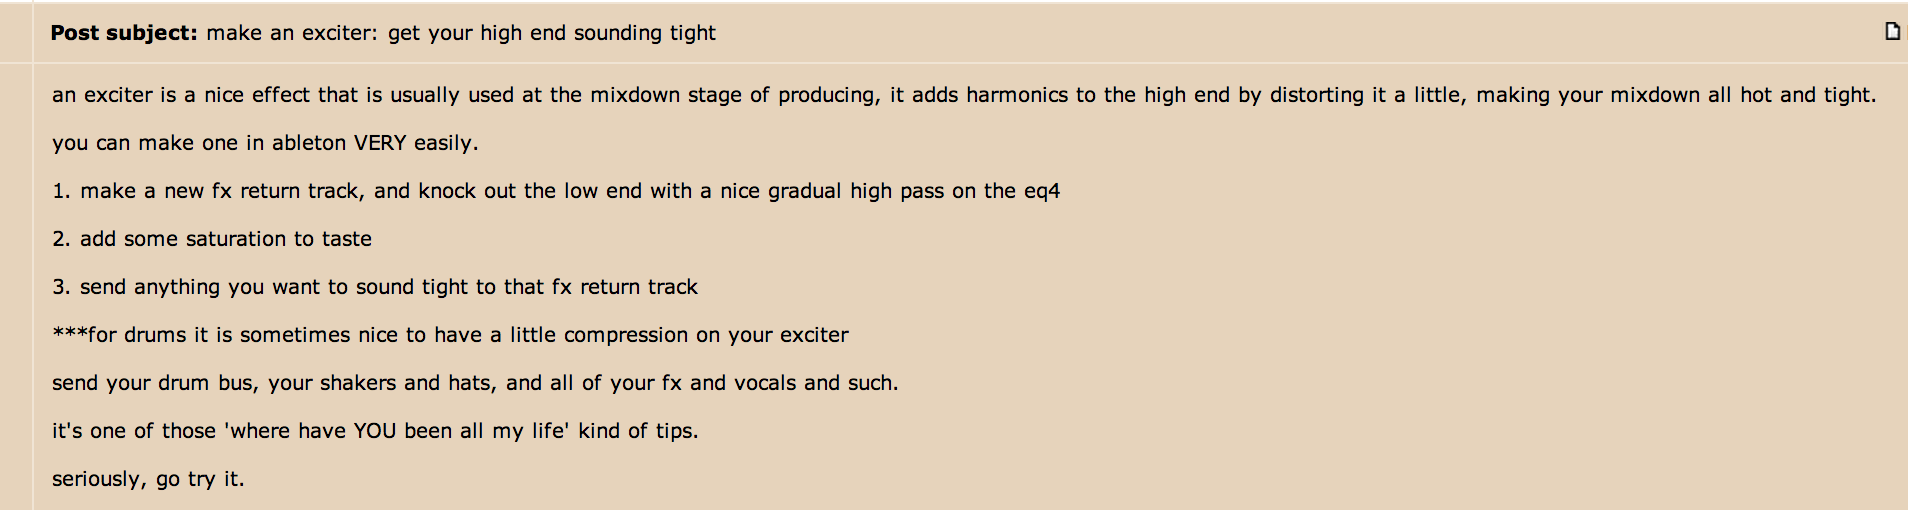 Post subject: make an exciter: get your high end sounding tight
an exciter is a nice effect that is usually used at the mixdown stage of producing, it adds harmonics to the high end by distorting it a little, making your mixdown all hot and tight.
you can make one in ableton VERY easily.
1. make a new fx return track, and knock out the low end with a nice gradual high pass on the eq4
2. add some saturation to taste
3. send anything you want to sound tight to that fx return track
***for drums it is sometimes nice to have a little compression on your exciter
send your drum bus, your shakers and hats, and all of your fx and vocals and such.
it's one of those 'where have YOU been all my life' kind of tips.
seriously, go try it.